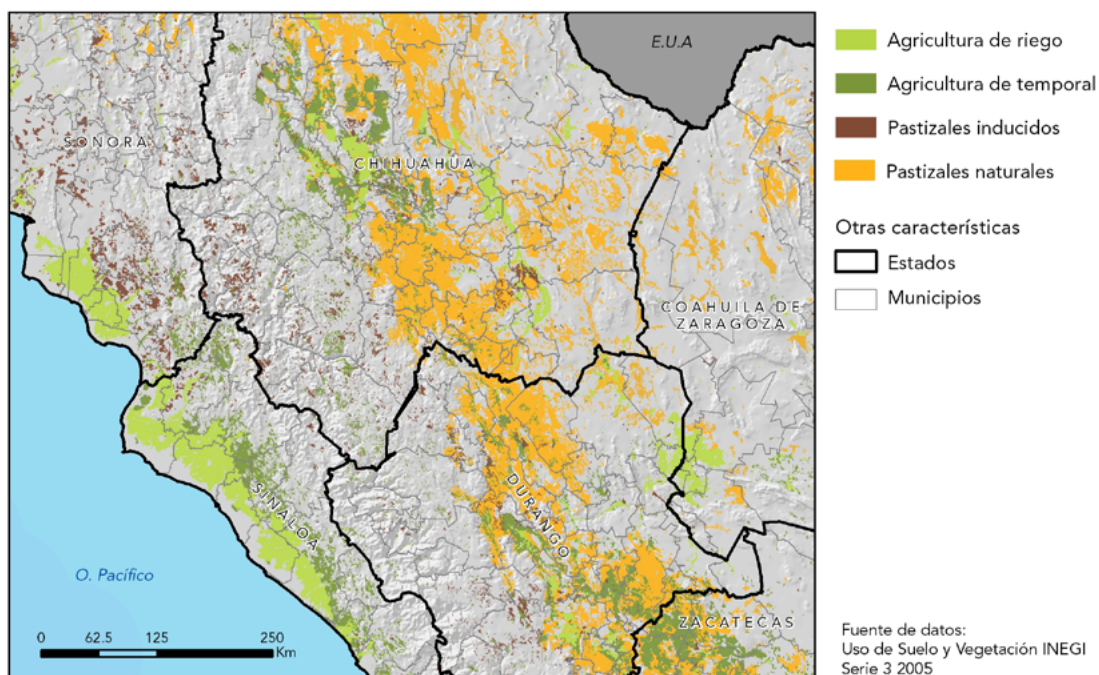 E.U.A
SONORA
CHIHUAHUA
COAHUILA DE
ZARAGOZA
SINALOA
DURANGO
O. Pacífico
ZACATECAS
0 62.5 125 250
Km
Agricultura de riego
Agricultura de temporal
Pastizales inducidos
Pastizales naturales
Otras características
Estados
Municipios
Fuente de datos:
Uso de Suelo y Vegetación INEGI
Serie 3 2005